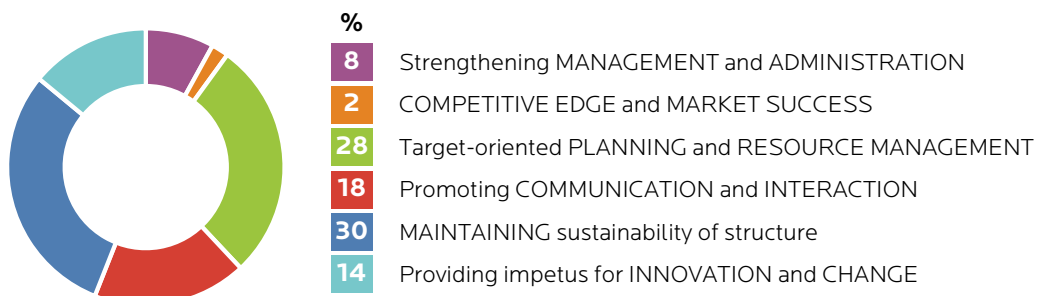 %
8 Strengthening MANAGEMENT and ADMINISTRATION
2 COMPETITIVE EDGE and MARKET SUCCESS
28 Target-oriented PLANNING and RESOURCE MANAGEMENT
18 Promoting COMMUNICATION and INTERACTION
30 MAINTAINING sustainability of structure
14 Providing impetus for INNOVATION and CHANGE